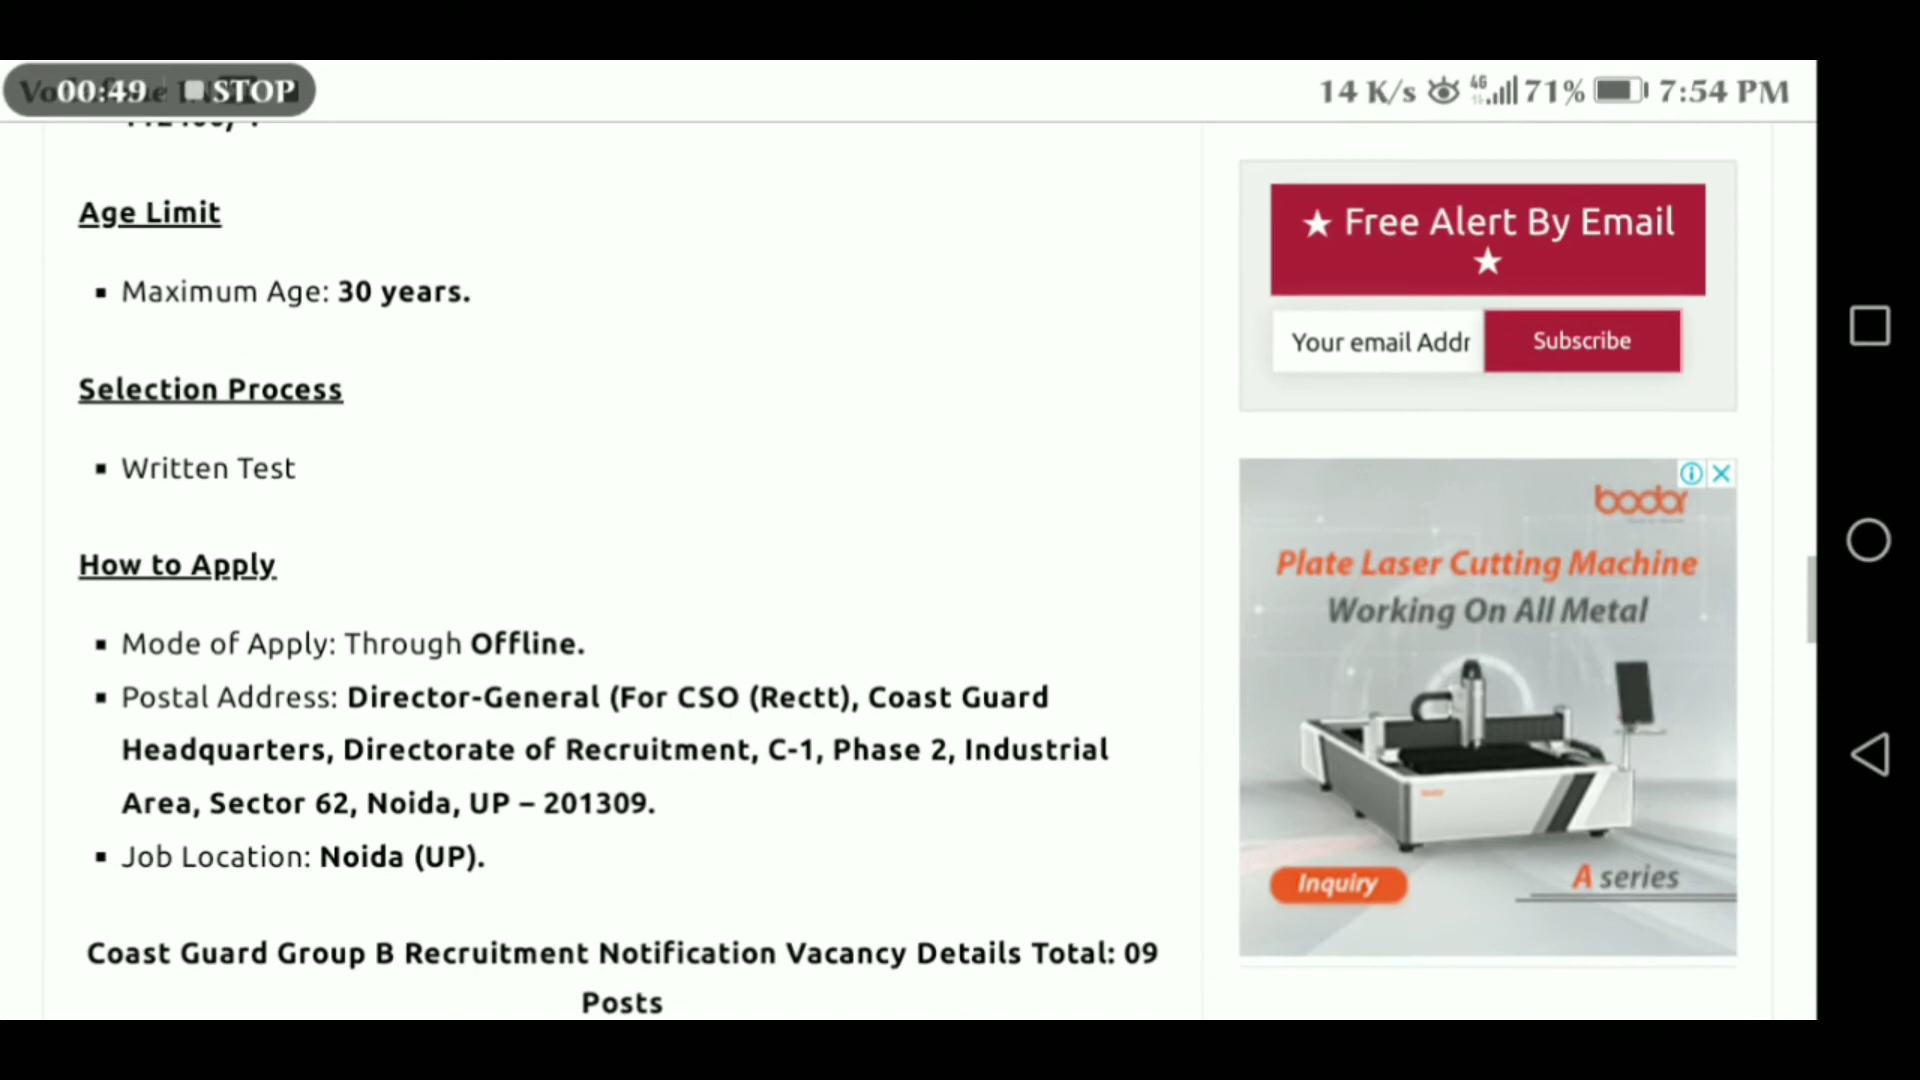 00:49 STOP
14 K/s 4G 71% 7:54 PM
Age Limit
▪ Maximum Age: 30 years.
Selection Process
▪ Written Test
How to Apply
▪ Mode of Apply: Through Offline.
▪ Postal Address: Director-General (For CSO (Rectt), Coast Guard
Headquarters, Directorate of Recruitment, C-1, Phase 2, Industrial
Area, Sector 62, Noida, UP – 201309.
▪ Job Location: Noida (UP).
Coast Guard Group B Recruitment Notification Vacancy Details Total: 09
Posts
★ Free Alert By Email
★
Your email Addr
Subscribe
bodor
Plate Laser Cutting Machine
Working On All Metal
Inquiry
A series